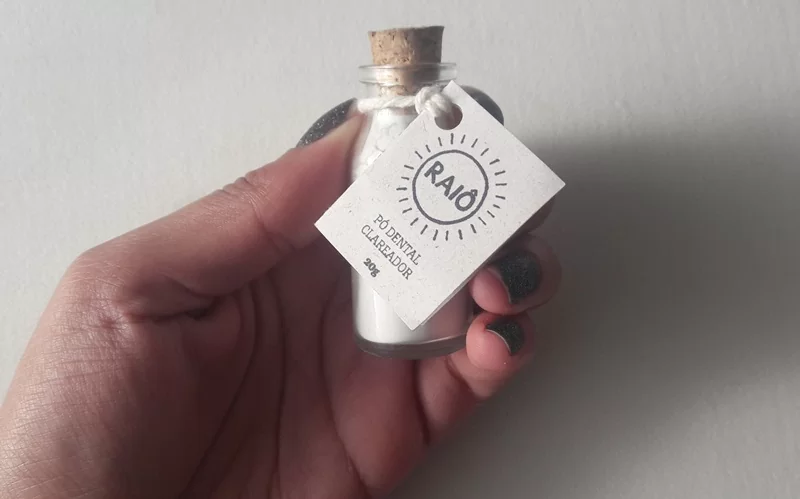 RAIÔ
PÓ DENTAL
CLAREADOR
20g